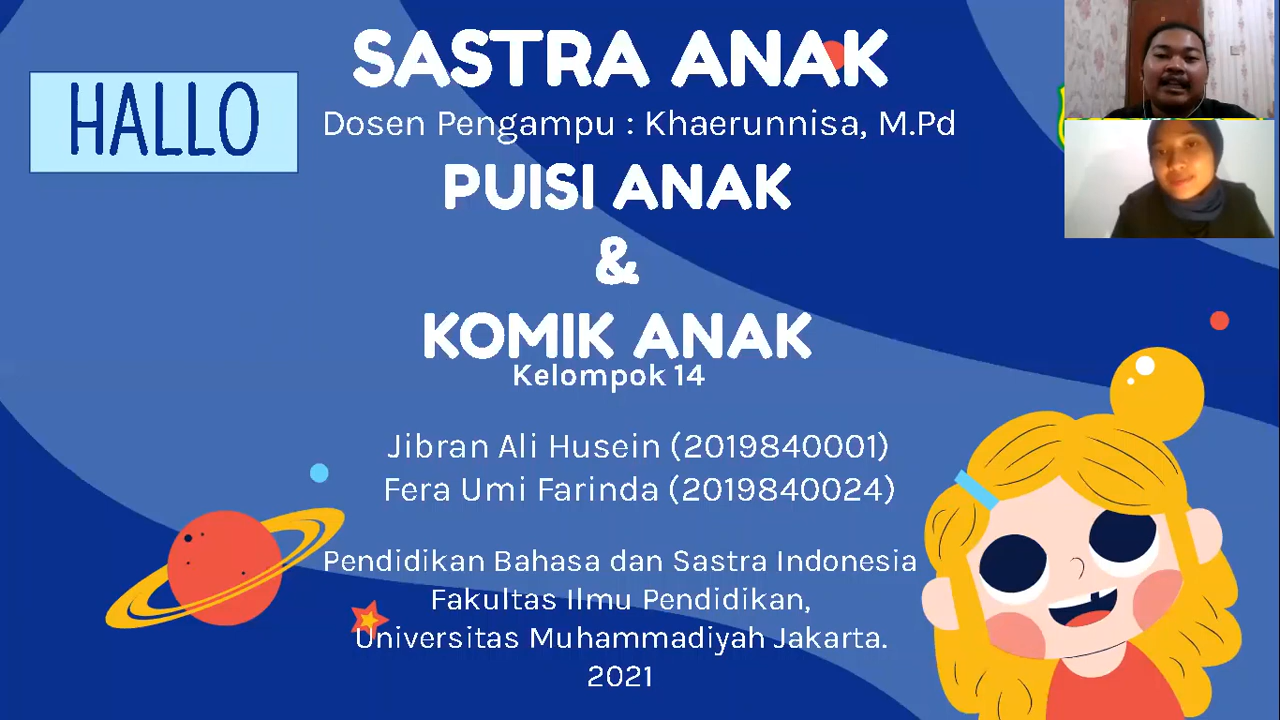 HALLO
SASTRA ANAK
Dosen Pengampu : Khaerunnisa, M.Pd
PUISI ANAK
&
KOMIK ANAK
Kelompok 14
Jibran Ali Husein (2019840001)
Fera Umi Farinda (2019840024)
Pendidikan Bahasa dan Sastra Indonesia
Fakultas Ilmu Pendidikan,
Universitas Muhammadiyah Jakarta.
2021